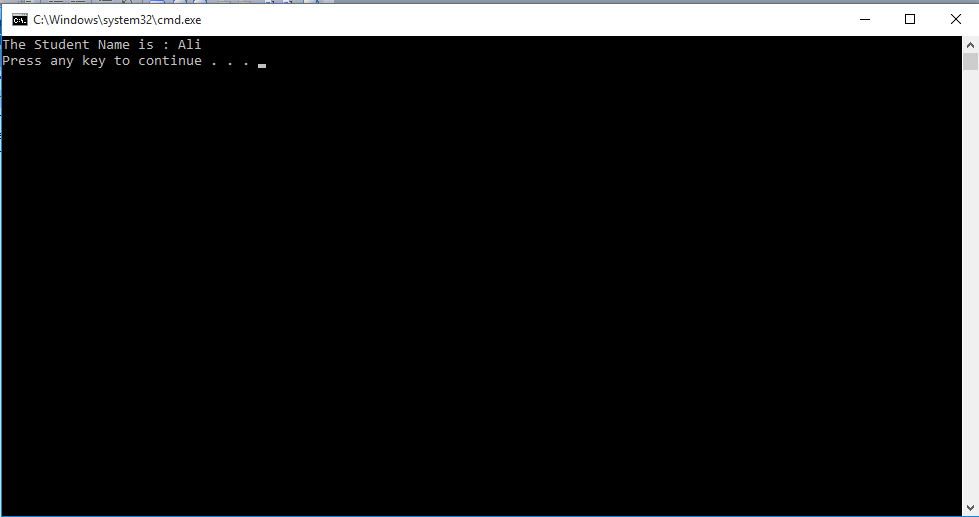 C:\Windows\system32\cmd.exe
The Student Name is : Ali
Press any key to continue . . .